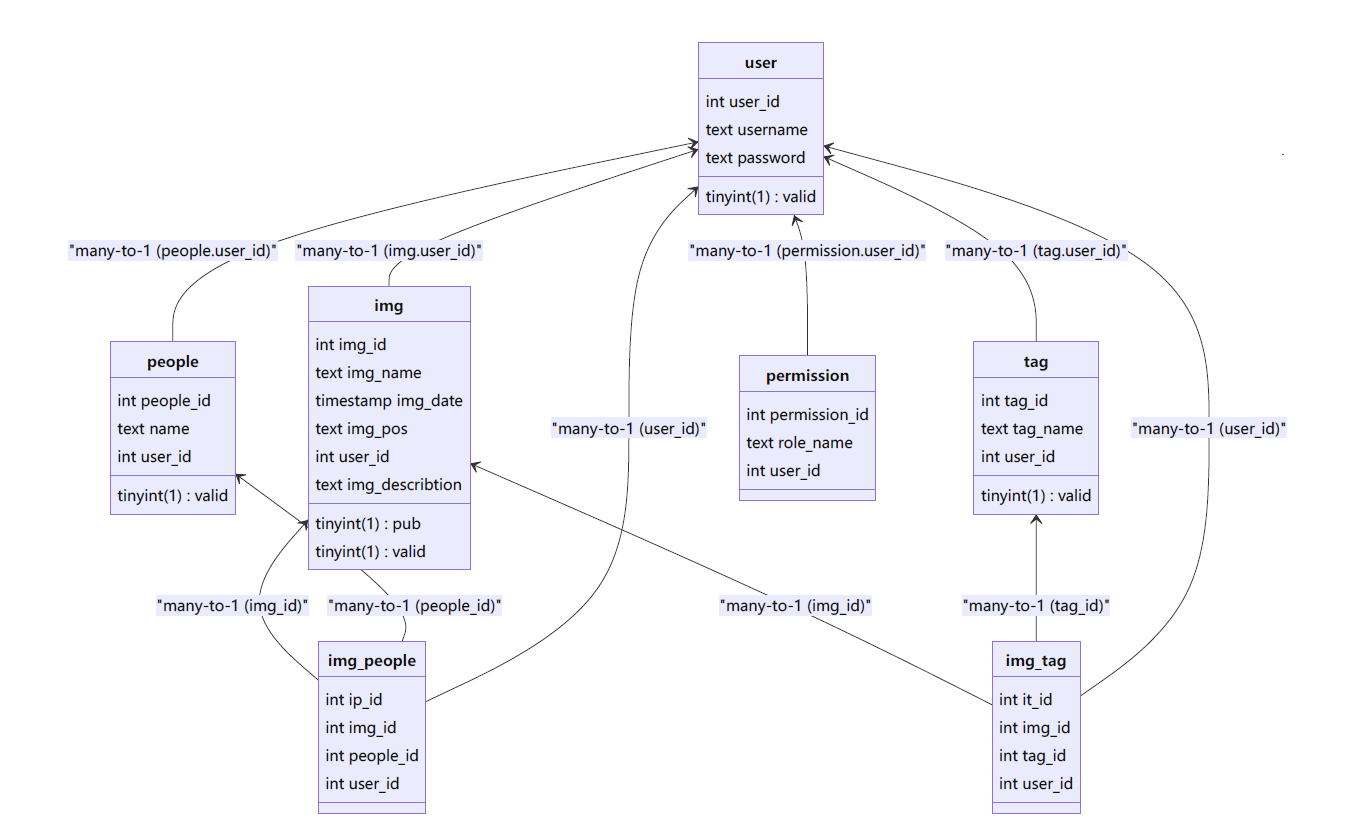 user
int user_id
text username
text password
tinyint(1) : valid
"many-to-1 (people.user_id)"
"many-to-1 (img.user_id)"
"many-to-1 (permission.user_id)"
"many-to-1 (tag.user_id)"
img
int img_id
text img_name
timestamp img_date
text img_pos
int user_id
text img_describtion
tinyint(1) : pub
tinyint(1) : valid
people
int people_id
text name
int user_id
tinyint(1) : valid
permission
int permission_id
text role_name
int user_id
tag
int tag_id
text tag_name
int user_id
tinyint(1) : valid
"many-to-1 (user_id)"
"many-to-1 (user_id)"
"many-to-1 (img_id)"
"many-to-1 (people_id)"
"many-to-1 (img_id)"
"many-to-1 (tag_id)"
img_people
int ip_id
int img_id
int people_id
int user_id
img_tag
int it_id
int img_id
int tag_id
int user_id